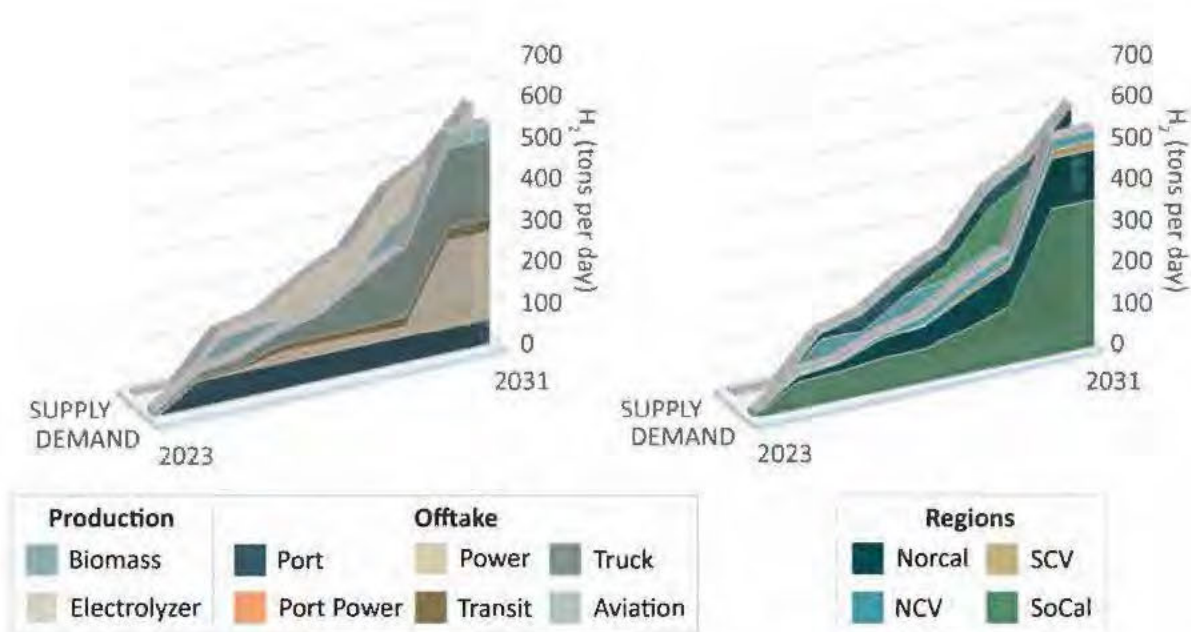 700
600
500
400
300
200
100
0
H₂ (tons per day)
2031
SUPPLY
DEMAND
2023
700
600
500
400
300
200
100
0
H₂ (tons per day)
2031
SUPPLY
DEMAND
2023
Production
Biomass
Electrolyzer
Offtake
Port
Power
Truck
Port Power
Transit
Aviation
Regions
Norcal
SCV
NCV
SoCal